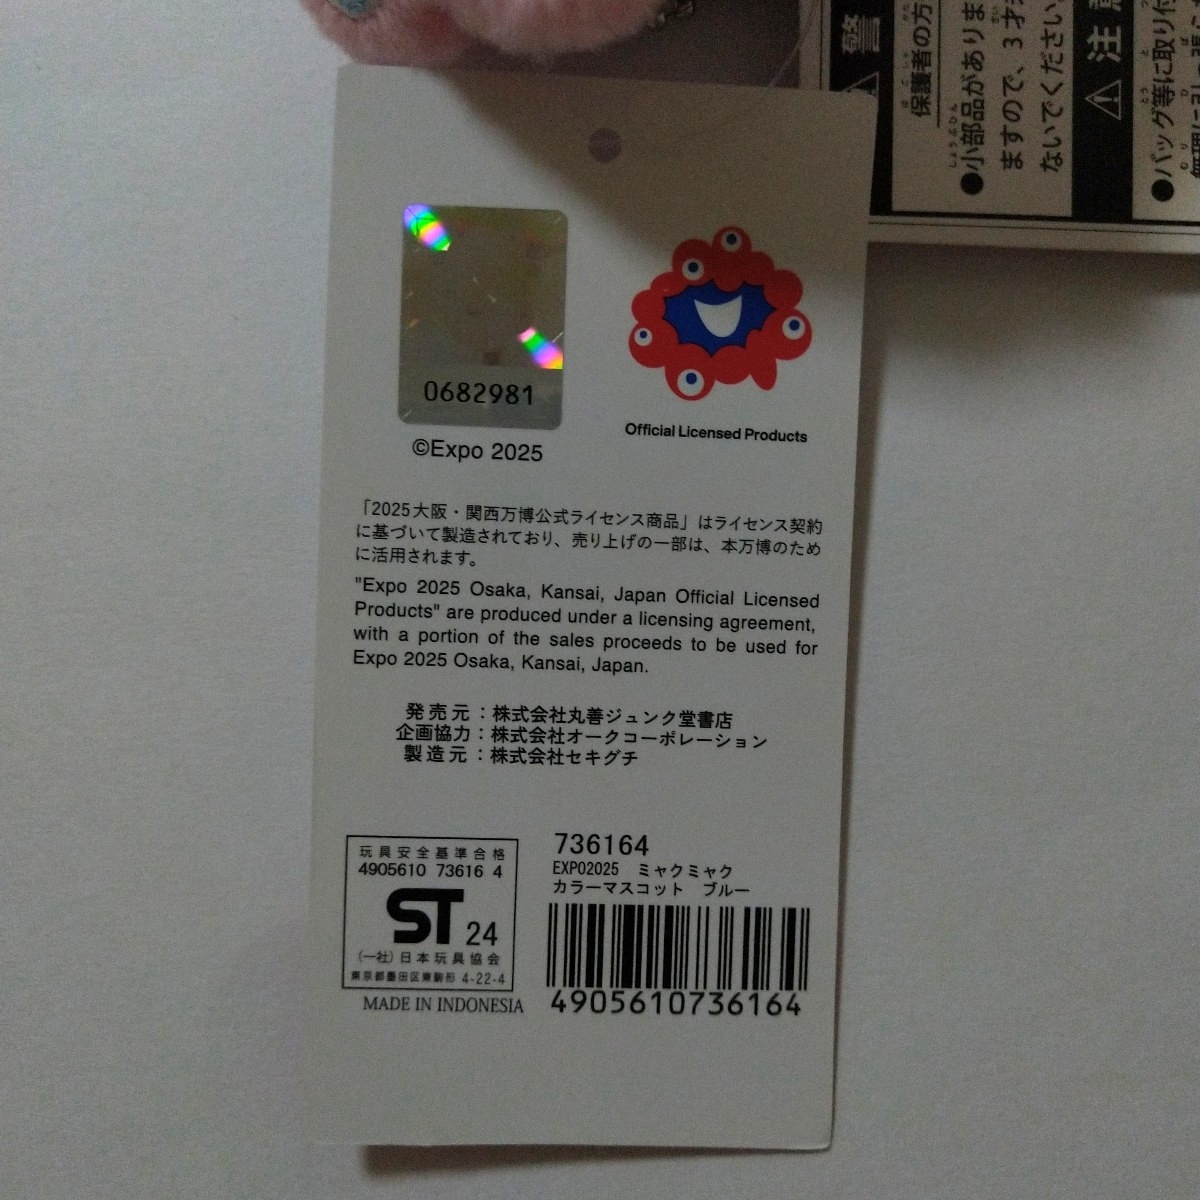 0682981
©Expo 2025
Official Licensed Products
「2025大阪・関西万博公式ライセンス商品」はライセンス契約
に基づいて製造されており、売り上げの一部は、本万博のため
に活用されます。
"Expo 2025 Osaka, Kansai, Japan Official Licensed
Products" are produced under a licensing agreement,
with a portion of the sales proceeds to be used for
Expo 2025 Osaka, Kansai, Japan.
発売元：株式会社丸善ジュンク堂書店
企画協力：株式会社オークコーポレーション
製造元：株式会社セキグチ
玩具安全基準合格
4905610 73616 4
ST 24
(一社)日本玩具協会
東京都墨田区東駒形 4-22-4
MADE IN INDONESIA
736164
EXPO2025 ミャクミャク
カラーマスコット ブルー
4905610736164
警
保護者の方
●小部品がありま
ますので、3才
ないでください。
注
●バッグ等に取り付